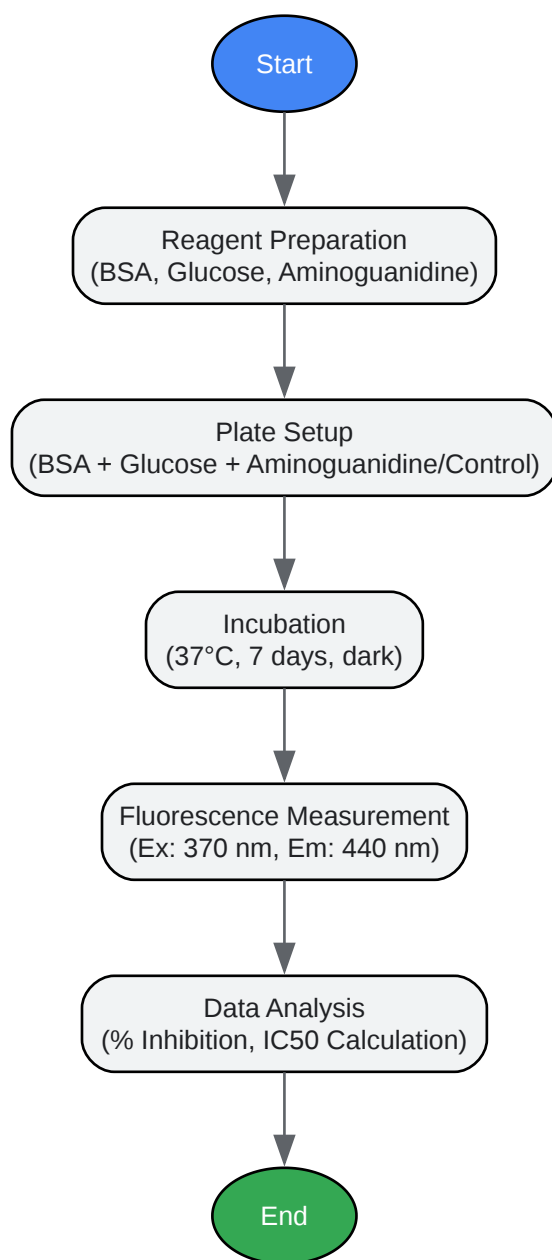 Start
Reagent Preparation
(BSA, Glucose, Aminoguanidine)
Plate Setup
(BSA + Glucose + Aminoguanidine/Control)
Incubation
(37°C, 7 days, dark)
Fluorescence Measurement
(Ex: 370 nm, Em: 440 nm)
Data Analysis
(% Inhibition, IC50 Calculation)
End